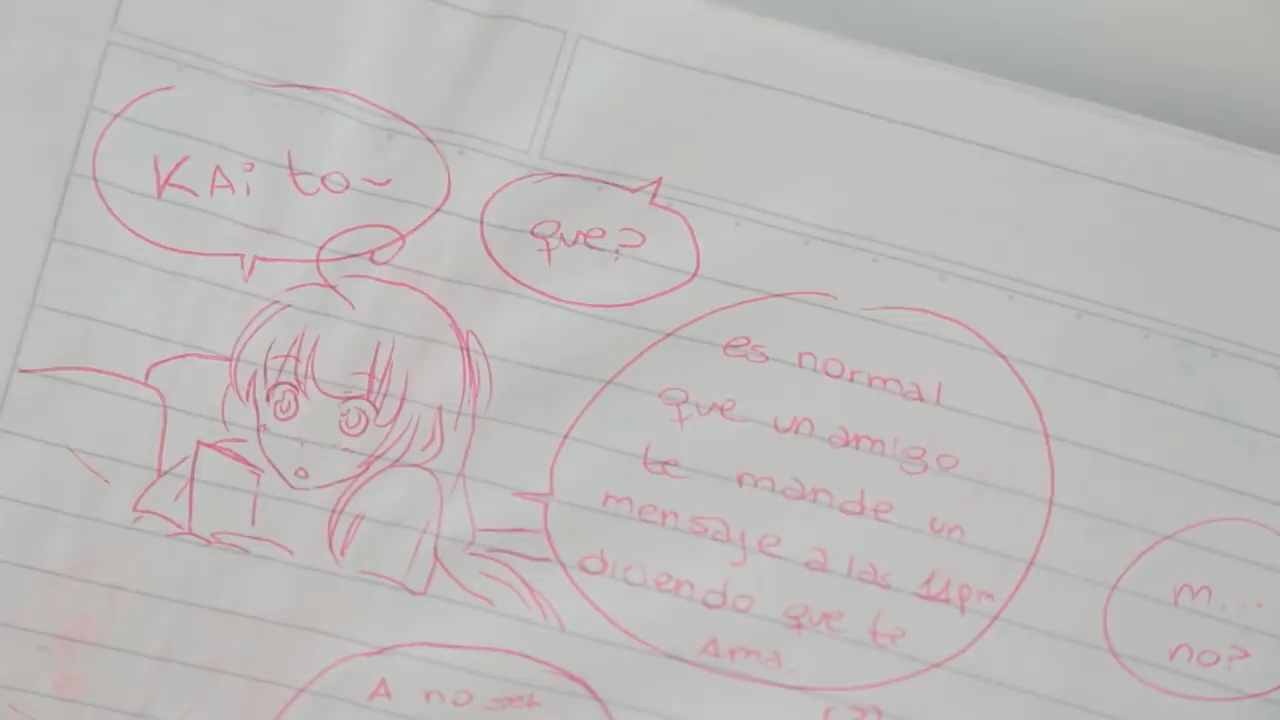 KAi to~
que?
es normal
que un amigo
te mande un
mensaje a las 11pm
diciendo que te
Ama
m...
no?
A no ser